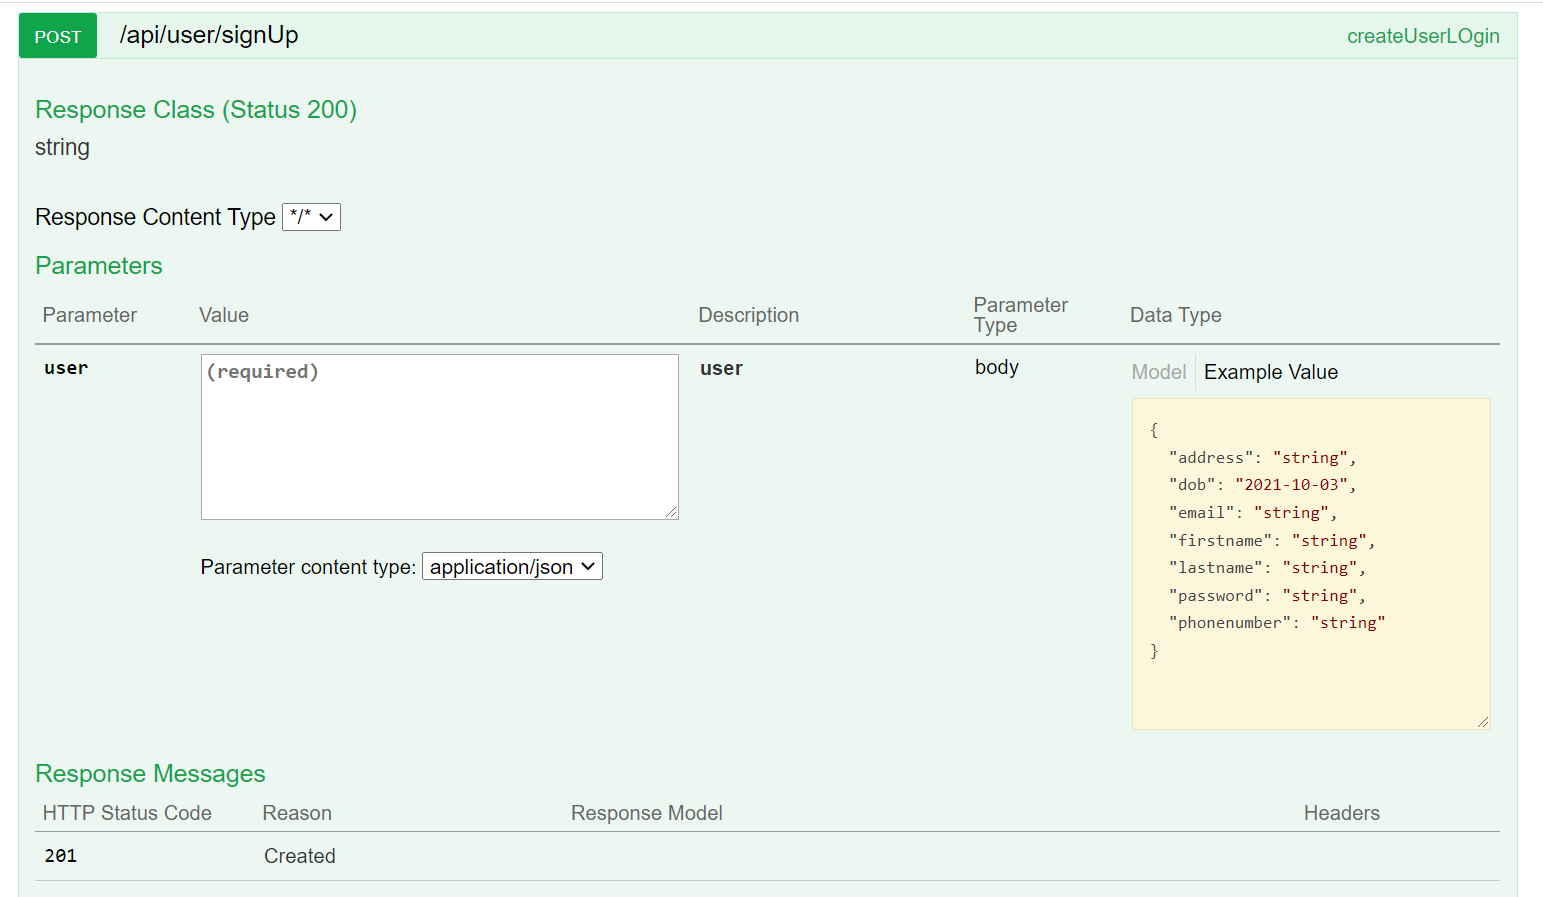 POST /api/user/signUp createUserLOgin
Response Class (Status 200)
string
Response Content Type */*
Parameters
Parameter Value Description Parameter Type Data Type
user (required) user body Model Example Value
{
"address": "string",
"dob": "2021-10-03",
"email": "string",
"firstname": "string",
"lastname": "string",
"password": "string",
"phonenumber": "string"
}
Parameter content type: application/json
Response Messages
HTTP Status Code Reason Response Model Headers
201 Created